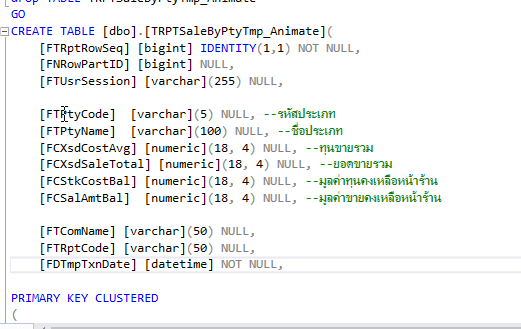 drop TABLE TRPTSaleByPtyTmp_Animate
GO
CREATE TABLE [dbo].[TRPTSaleByPtyTmp_Animate](
[FTRptRowSeq] [bigint] IDENTITY(1,1) NOT NULL,
[FNRowPartID] [bigint] NULL,
[FTUsrSession] [varchar](255) NULL,
[FTPtyCode] [varchar](5) NULL, --รหัสประเภท
[FTPtyName] [varchar](100) NULL, --ชื่อประเภท
[FCXsdCostAvg] [numeric](18, 4) NULL, --ทุนขายรวม
[FCXsdSaleTotal] [numeric](18, 4) NULL, --ยอดขายรวม
[FCStkCostBal] [numeric](18, 4) NULL, --มูลค่าทุนคงเหลือหน้าร้าน
[FCSalAmtBal] [numeric](18, 4) NULL, --มูลค่าขายคงเหลือหน้าร้าน
[FTComName] [varchar](50) NULL,
[FTRptCode] [varchar](50) NULL,
[FDTmpTxnDate] [datetime] NOT NULL,
PRIMARY KEY CLUSTERED
(